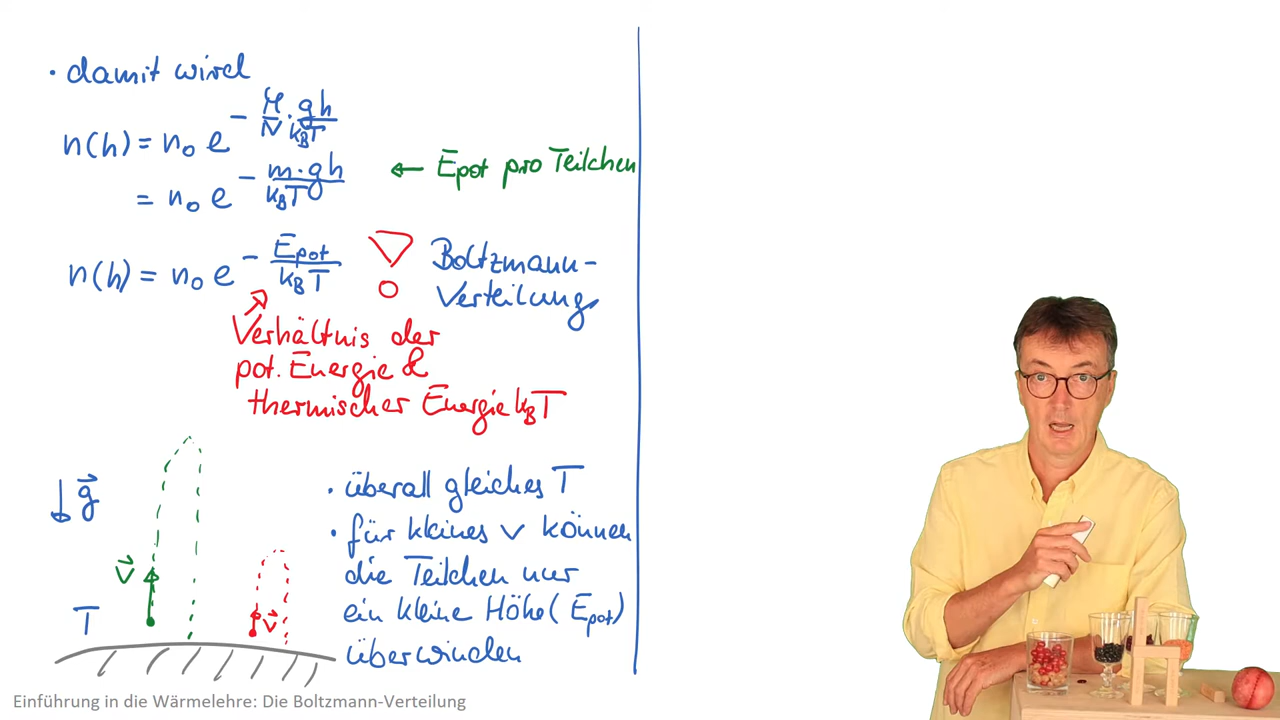 • damit wird
n(h) = n₀ e^(- M/N · gh/(k_B T))
= n₀ e^(- m·gh/(k_B T))
← Epot pro Teilchen
n(h) = n₀ e^(- Epot/(k_B T))
! Boltzmann-
Verteilung
Verhältnis der
pot. Energie &
thermischer Energie k_B T
g⃗
v⃗
v⃗
T
• überall gleiches T
• für kleines v können
die Teilchen nur
ein kleine Höhe (Epot)
überwinden
Einführung in die Wärmelehre: Die Boltzmann-Verteilung